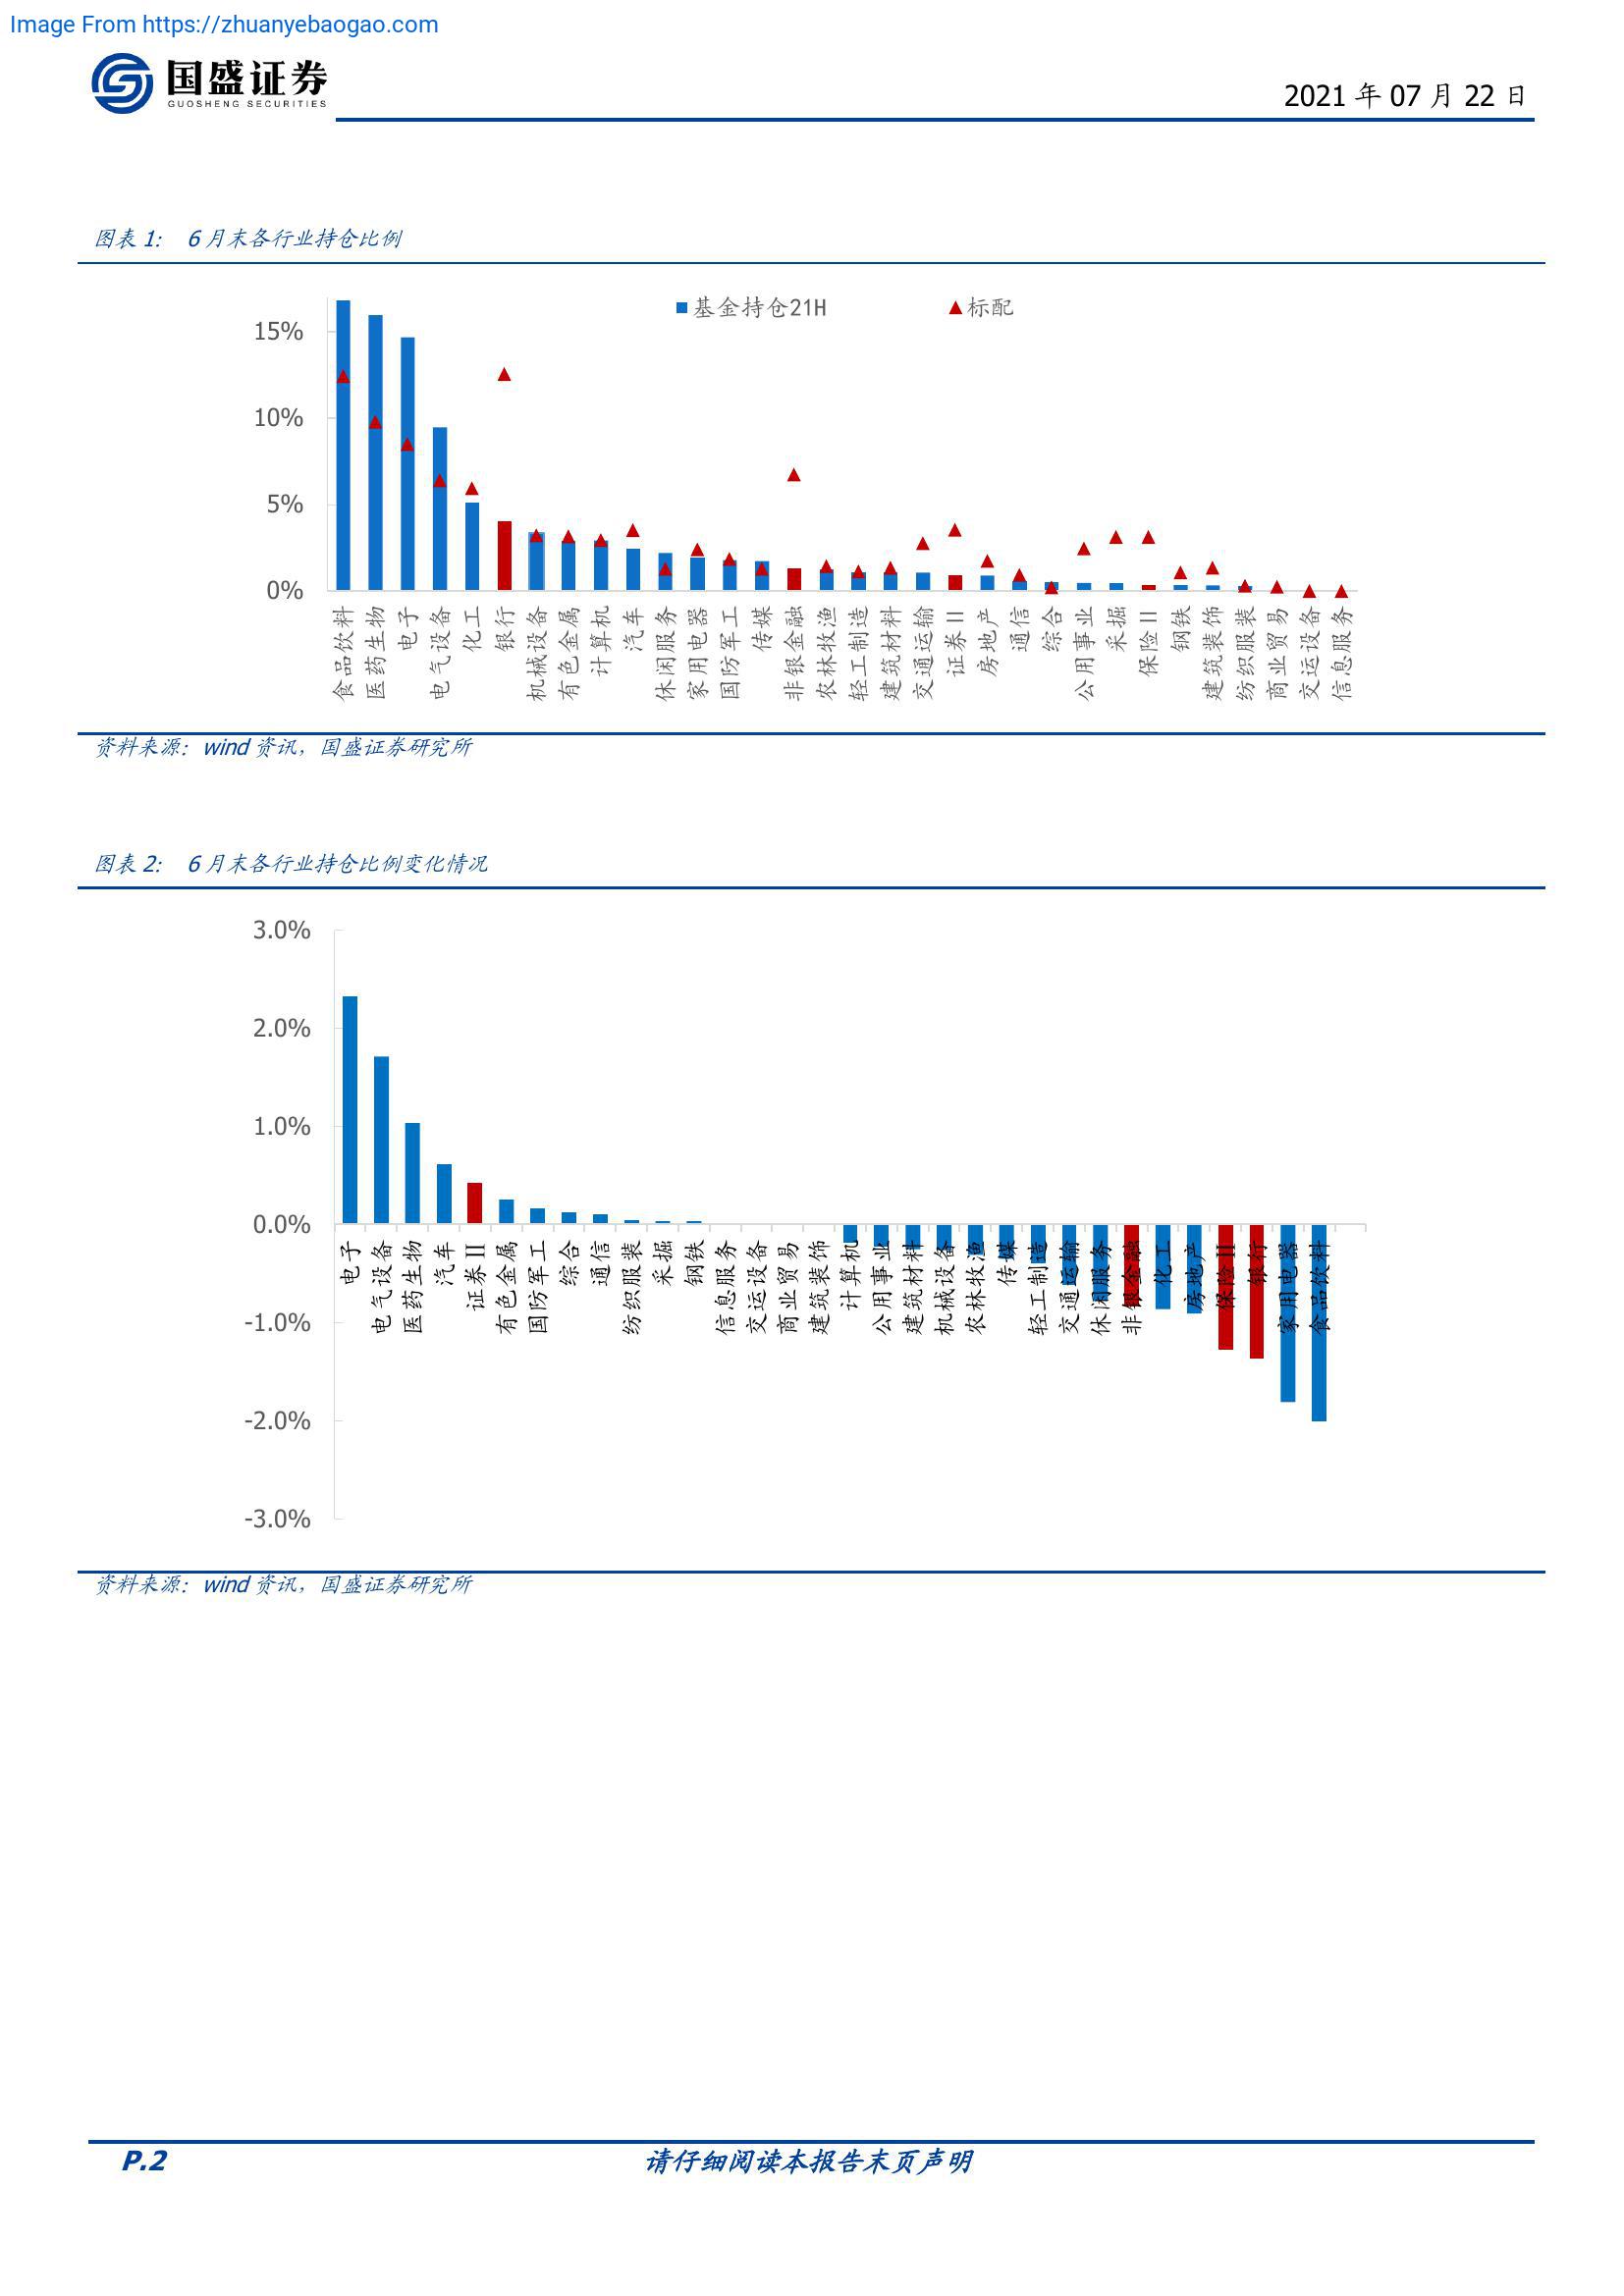 Image From https://zhuanyebaogao.com
国盛证券
GUOSHENG SECURITIES
2021 年 07 月 22 日
图表 1： 6 月末各行业持仓比例
基金持仓21H
标配
15%
10%
5%
0%
食品饮料
医药生物
电子
电气设备
化工
银行
机械设备
有色金属
计算机
汽车
休闲服务
家用电器
国防军工
传媒
非银金融
农林牧渔
轻工制造
建筑材料
交通运输
证券Ⅱ
房地产
通信
综合
公用事业
采掘
保险Ⅱ
钢铁
建筑装饰
纺织服装
商业贸易
交运设备
信息服务
资料来源：wind 资讯，国盛证券研究所
图表 2： 6 月末各行业持仓比例变化情况
3.0%
2.0%
1.0%
0.0%
-1.0%
-2.0%
-3.0%
电子
电气设备
医药生物
汽车
证券Ⅱ
有色金属
国防军工
综合
通信
纺织服装
采掘
钢铁
信息服务
交运设备
商业贸易
建筑装饰
计算机
公用事业
建筑材料
机械设备
农林牧渔
传媒
轻工制造
交通运输
休闲服务
非银金融
化工
房地产
保险Ⅱ
银行
家用电器
食品饮料
资料来源：wind 资讯，国盛证券研究所
P.2
请仔细阅读本报告末页声明